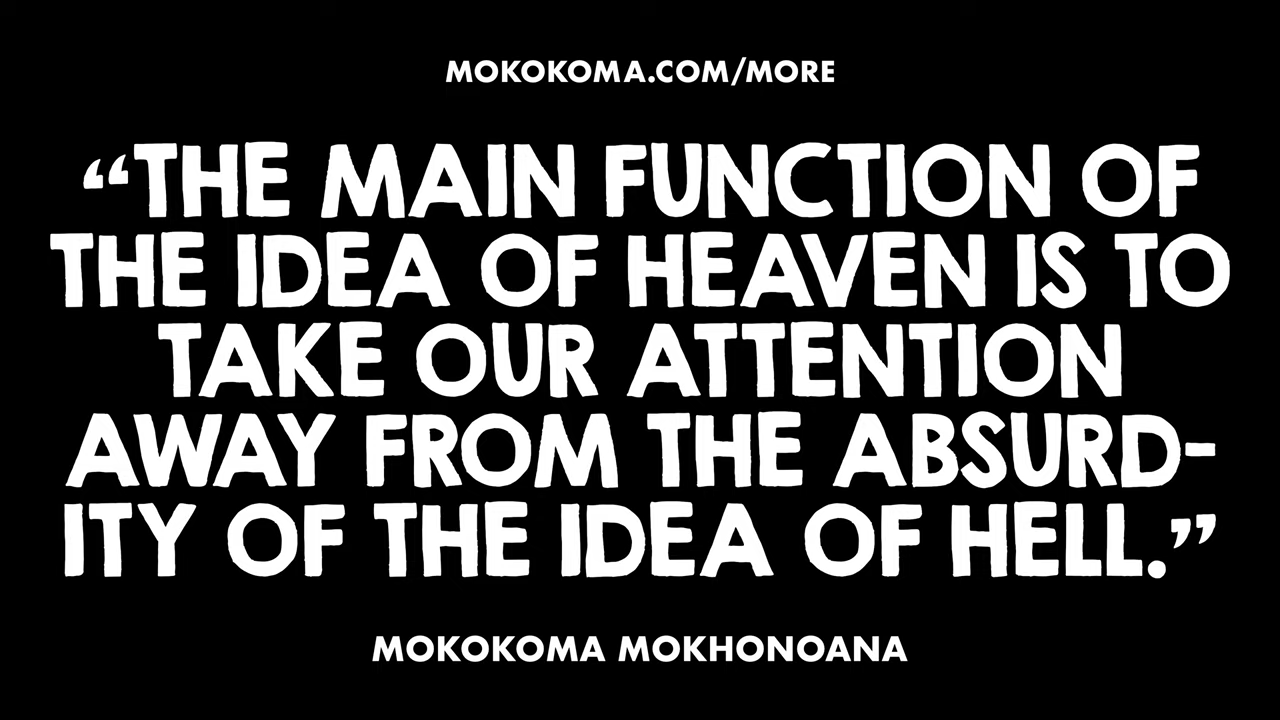 MOKOKOMA.COM/MORE
“THE MAIN FUNCTION OF
THE IDEA OF HEAVEN IS TO
TAKE OUR ATTENTION
AWAY FROM THE ABSURD-
ITY OF THE IDEA OF HELL.”
MOKOKOMA MOKHONOANA